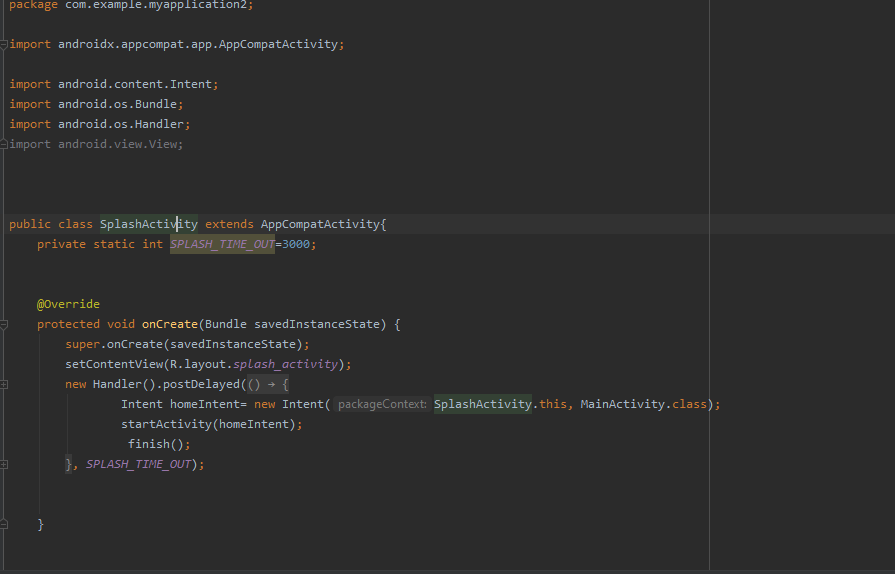 package com.example.myapplication2;
import androidx.appcompat.app.AppCompatActivity;
import android.content.Intent;
import android.os.Bundle;
import android.os.Handler;
import android.view.View;
public class SplashActivity extends AppCompatActivity{
private static int SPLASH_TIME_OUT=3000;
@Override
protected void onCreate(Bundle savedInstanceState) {
super.onCreate(savedInstanceState);
setContentView(R.layout.splash_activity);
new Handler().postDelayed(() → {
Intent homeIntent= new Intent( packageContext: SplashActivity.this, MainActivity.class);
startActivity(homeIntent);
finish();
}, SPLASH_TIME_OUT);
}